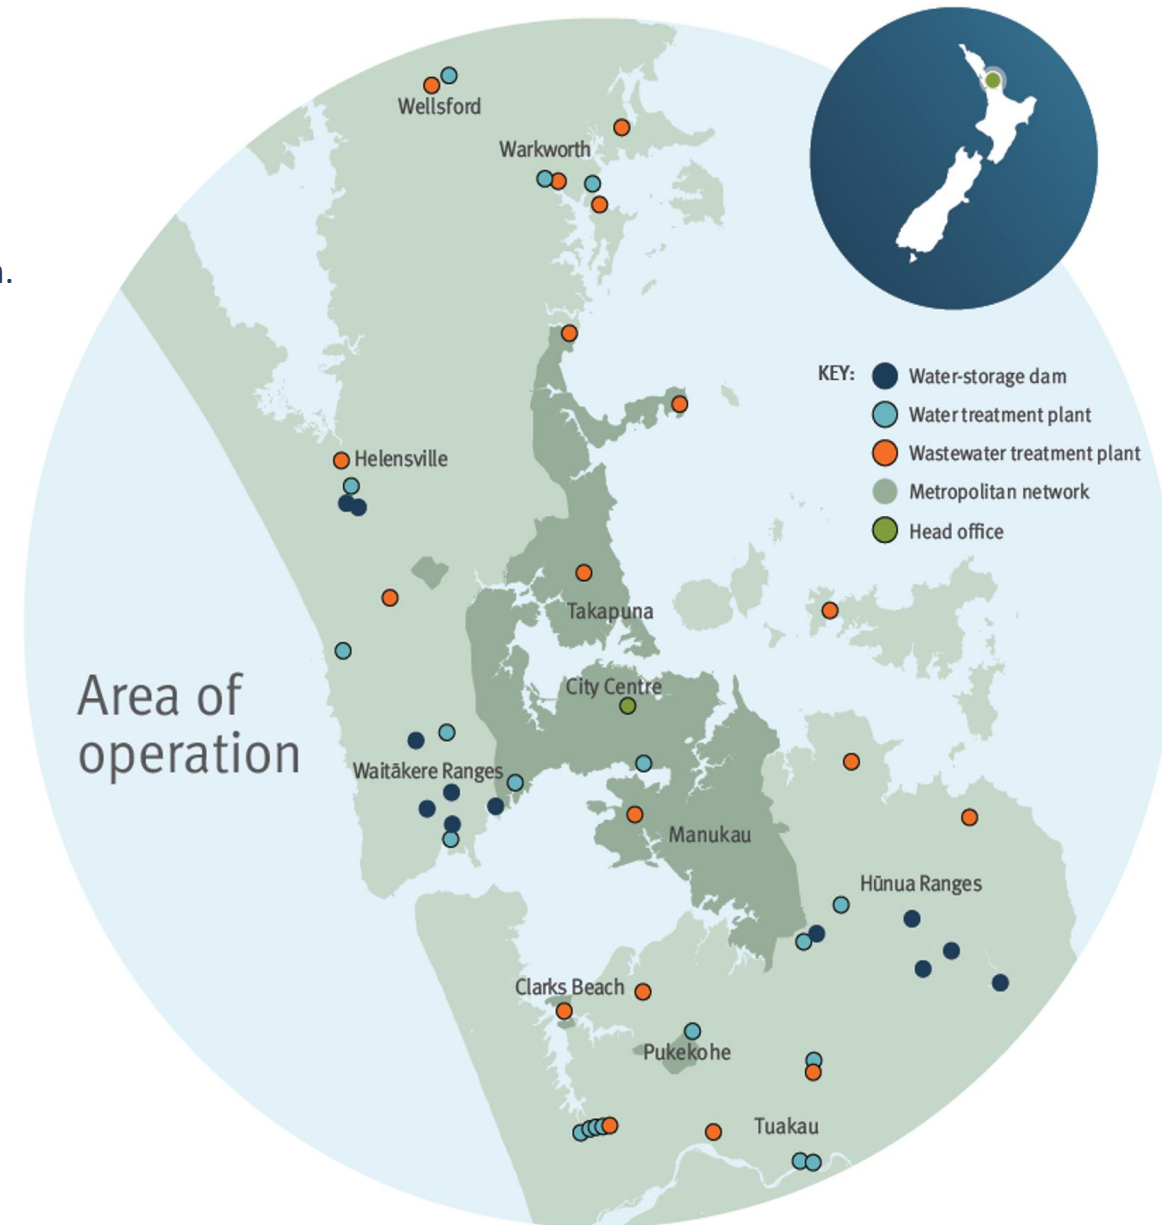 Wellsford
Warkworth
n.
KEY:
Water-storage dam
Water treatment plant
Wastewater treatment plant
Metropolitan network
Head office
Helensville
Takapuna
Area of
operation
City Centre
Waitākere Ranges
Manukau
Hūnua Ranges
Clarks Beach
Pukekohe
Tuakau